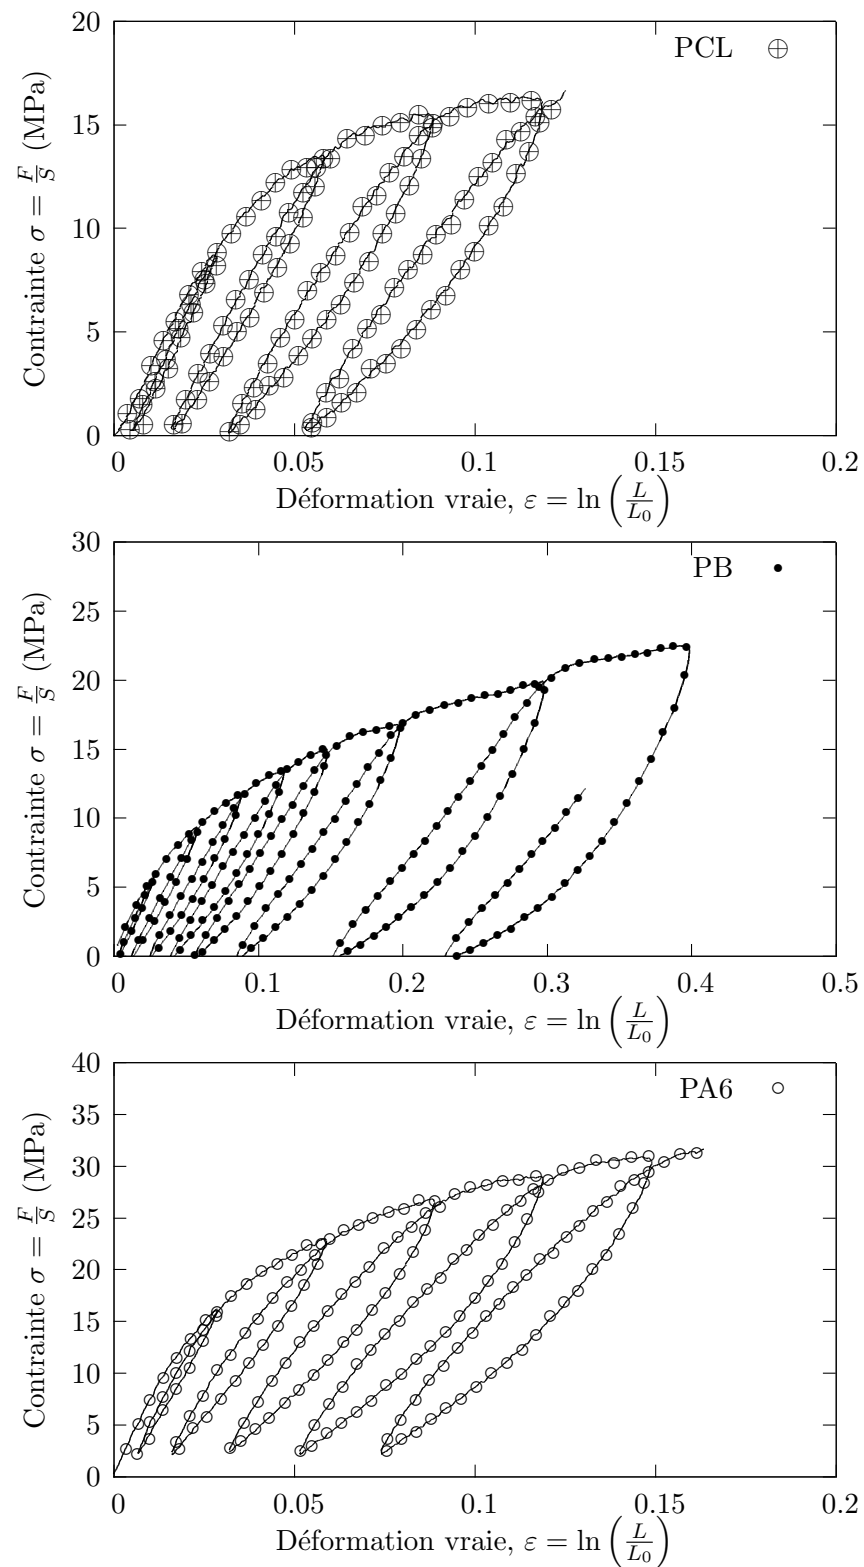 20
15
10
5
0
Contrainte σ = F/S (MPa)
PCL
0 0.05 0.1 0.15 0.2
Déformation vraie, ε = ln (L/L₀)
30
25
20
15
10
5
0
Contrainte σ = F/S (MPa)
PB
0 0.1 0.2 0.3 0.4 0.5
Déformation vraie, ε = ln (L/L₀)
40
35
30
25
20
15
10
5
0
Contrainte σ = F/S (MPa)
PA6
0 0.05 0.1 0.15 0.2
Déformation vraie, ε = ln (L/L₀)